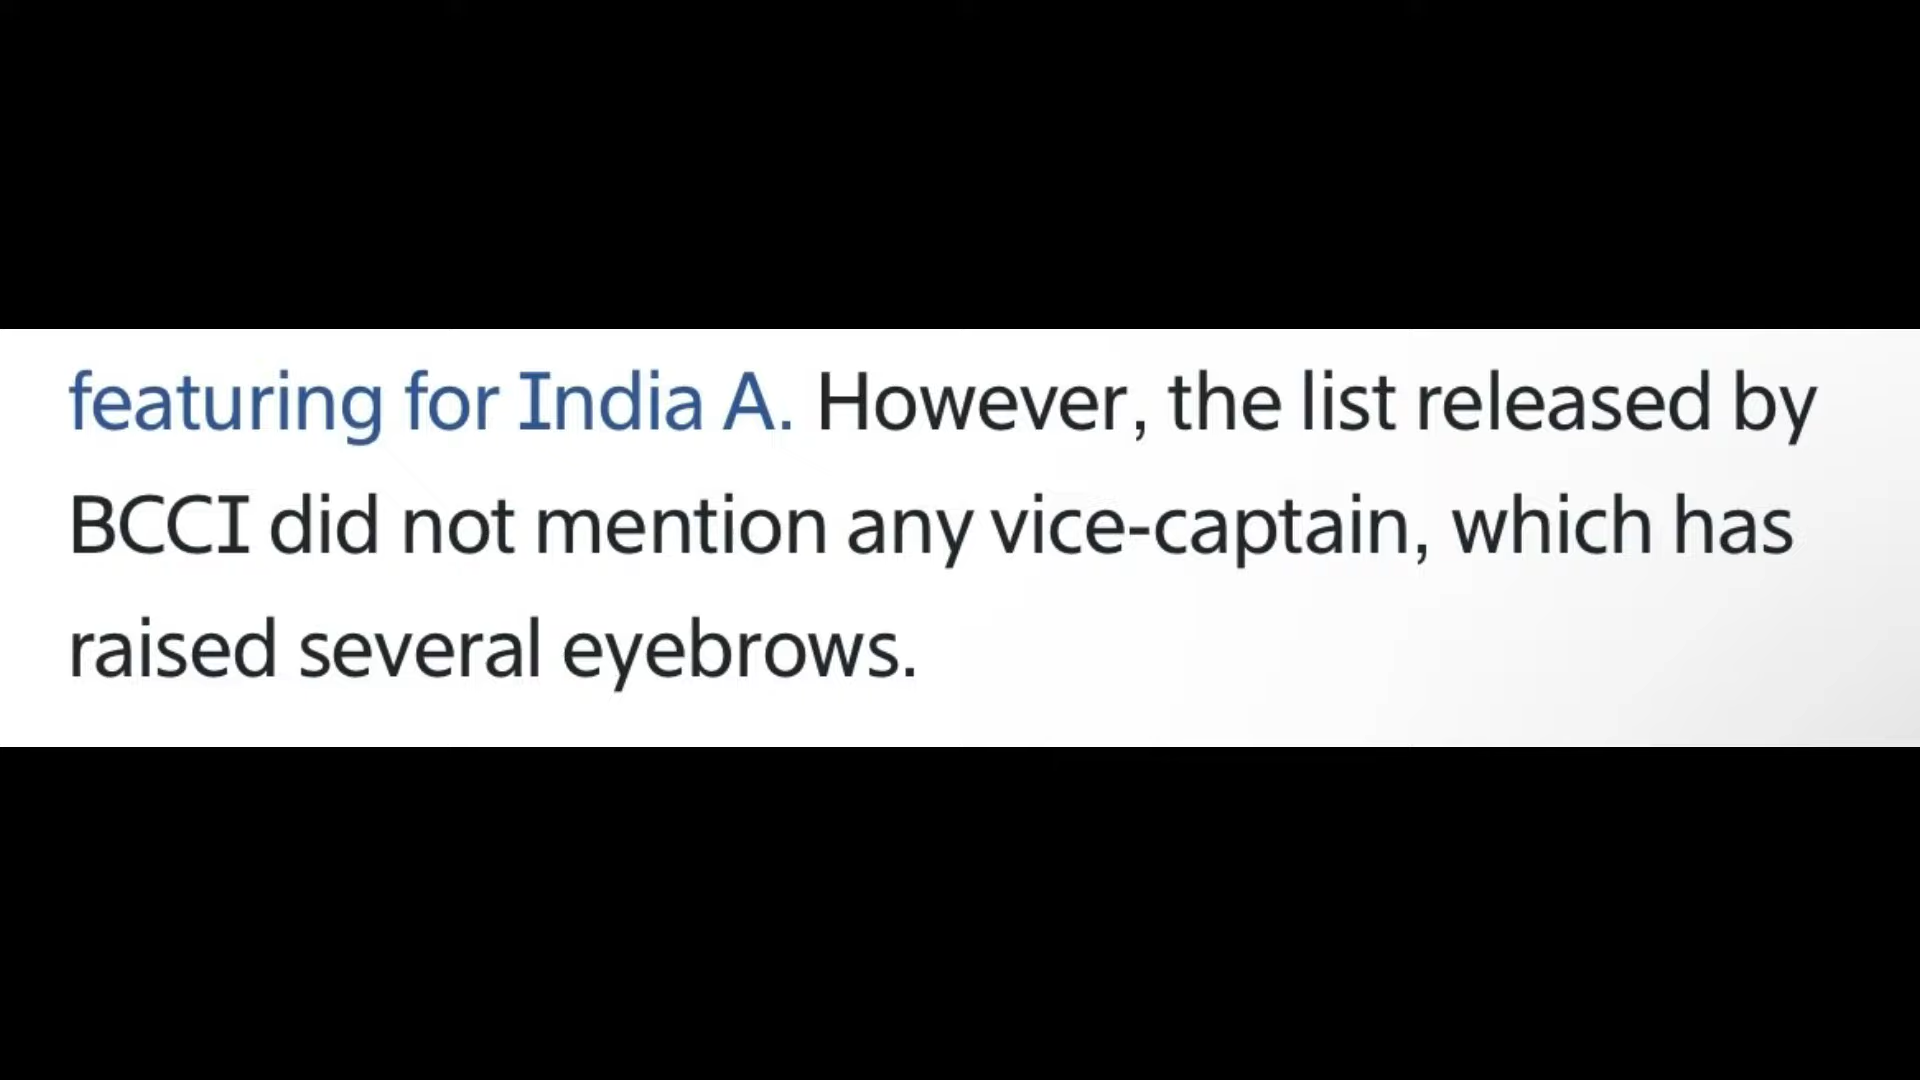 featuring for India A. However, the list released by
BCCI did not mention any vice-captain, which has
raised several eyebrows.